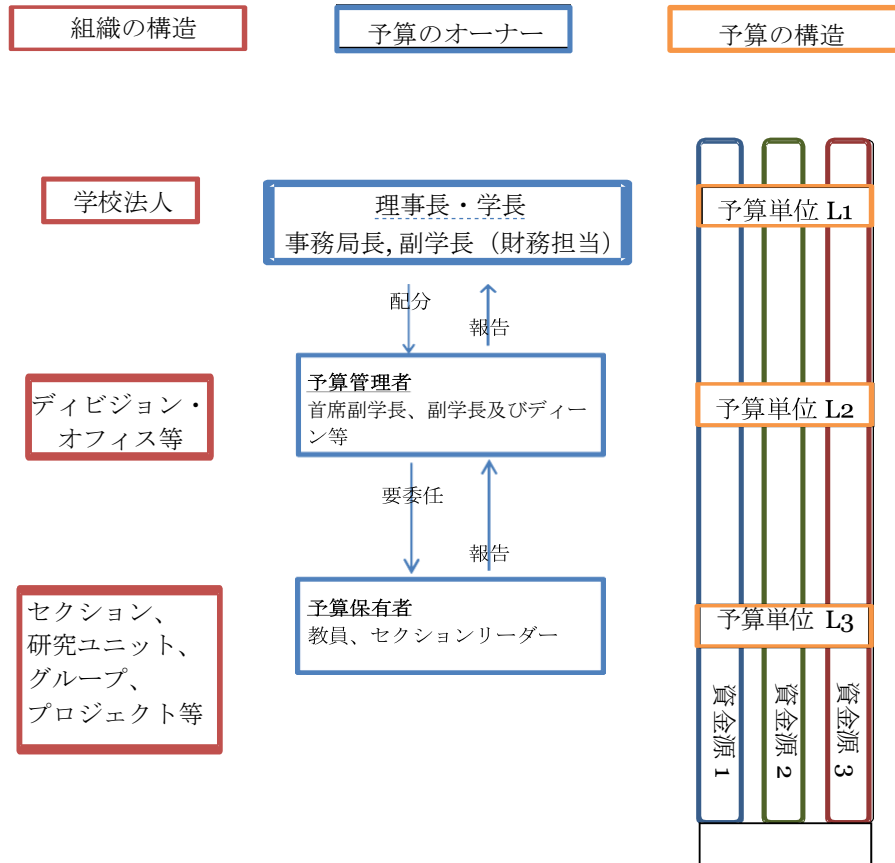 組織の構造
予算のオーナー
予算の構造
学校法人
理事長・学長
事務局長, 副学長（財務担当）
予算単位 L1
配分
報告
ディビジョン・
オフィス等
予算管理者
首席副学長、副学長及びディー
ン等
予算単位 L2
要委任
報告
セクション、
研究ユニット、
グループ、
プロジェクト等
予算保有者
教員、セクションリーダー
予算単位 L3
資金源 1
資金源 2
資金源 3